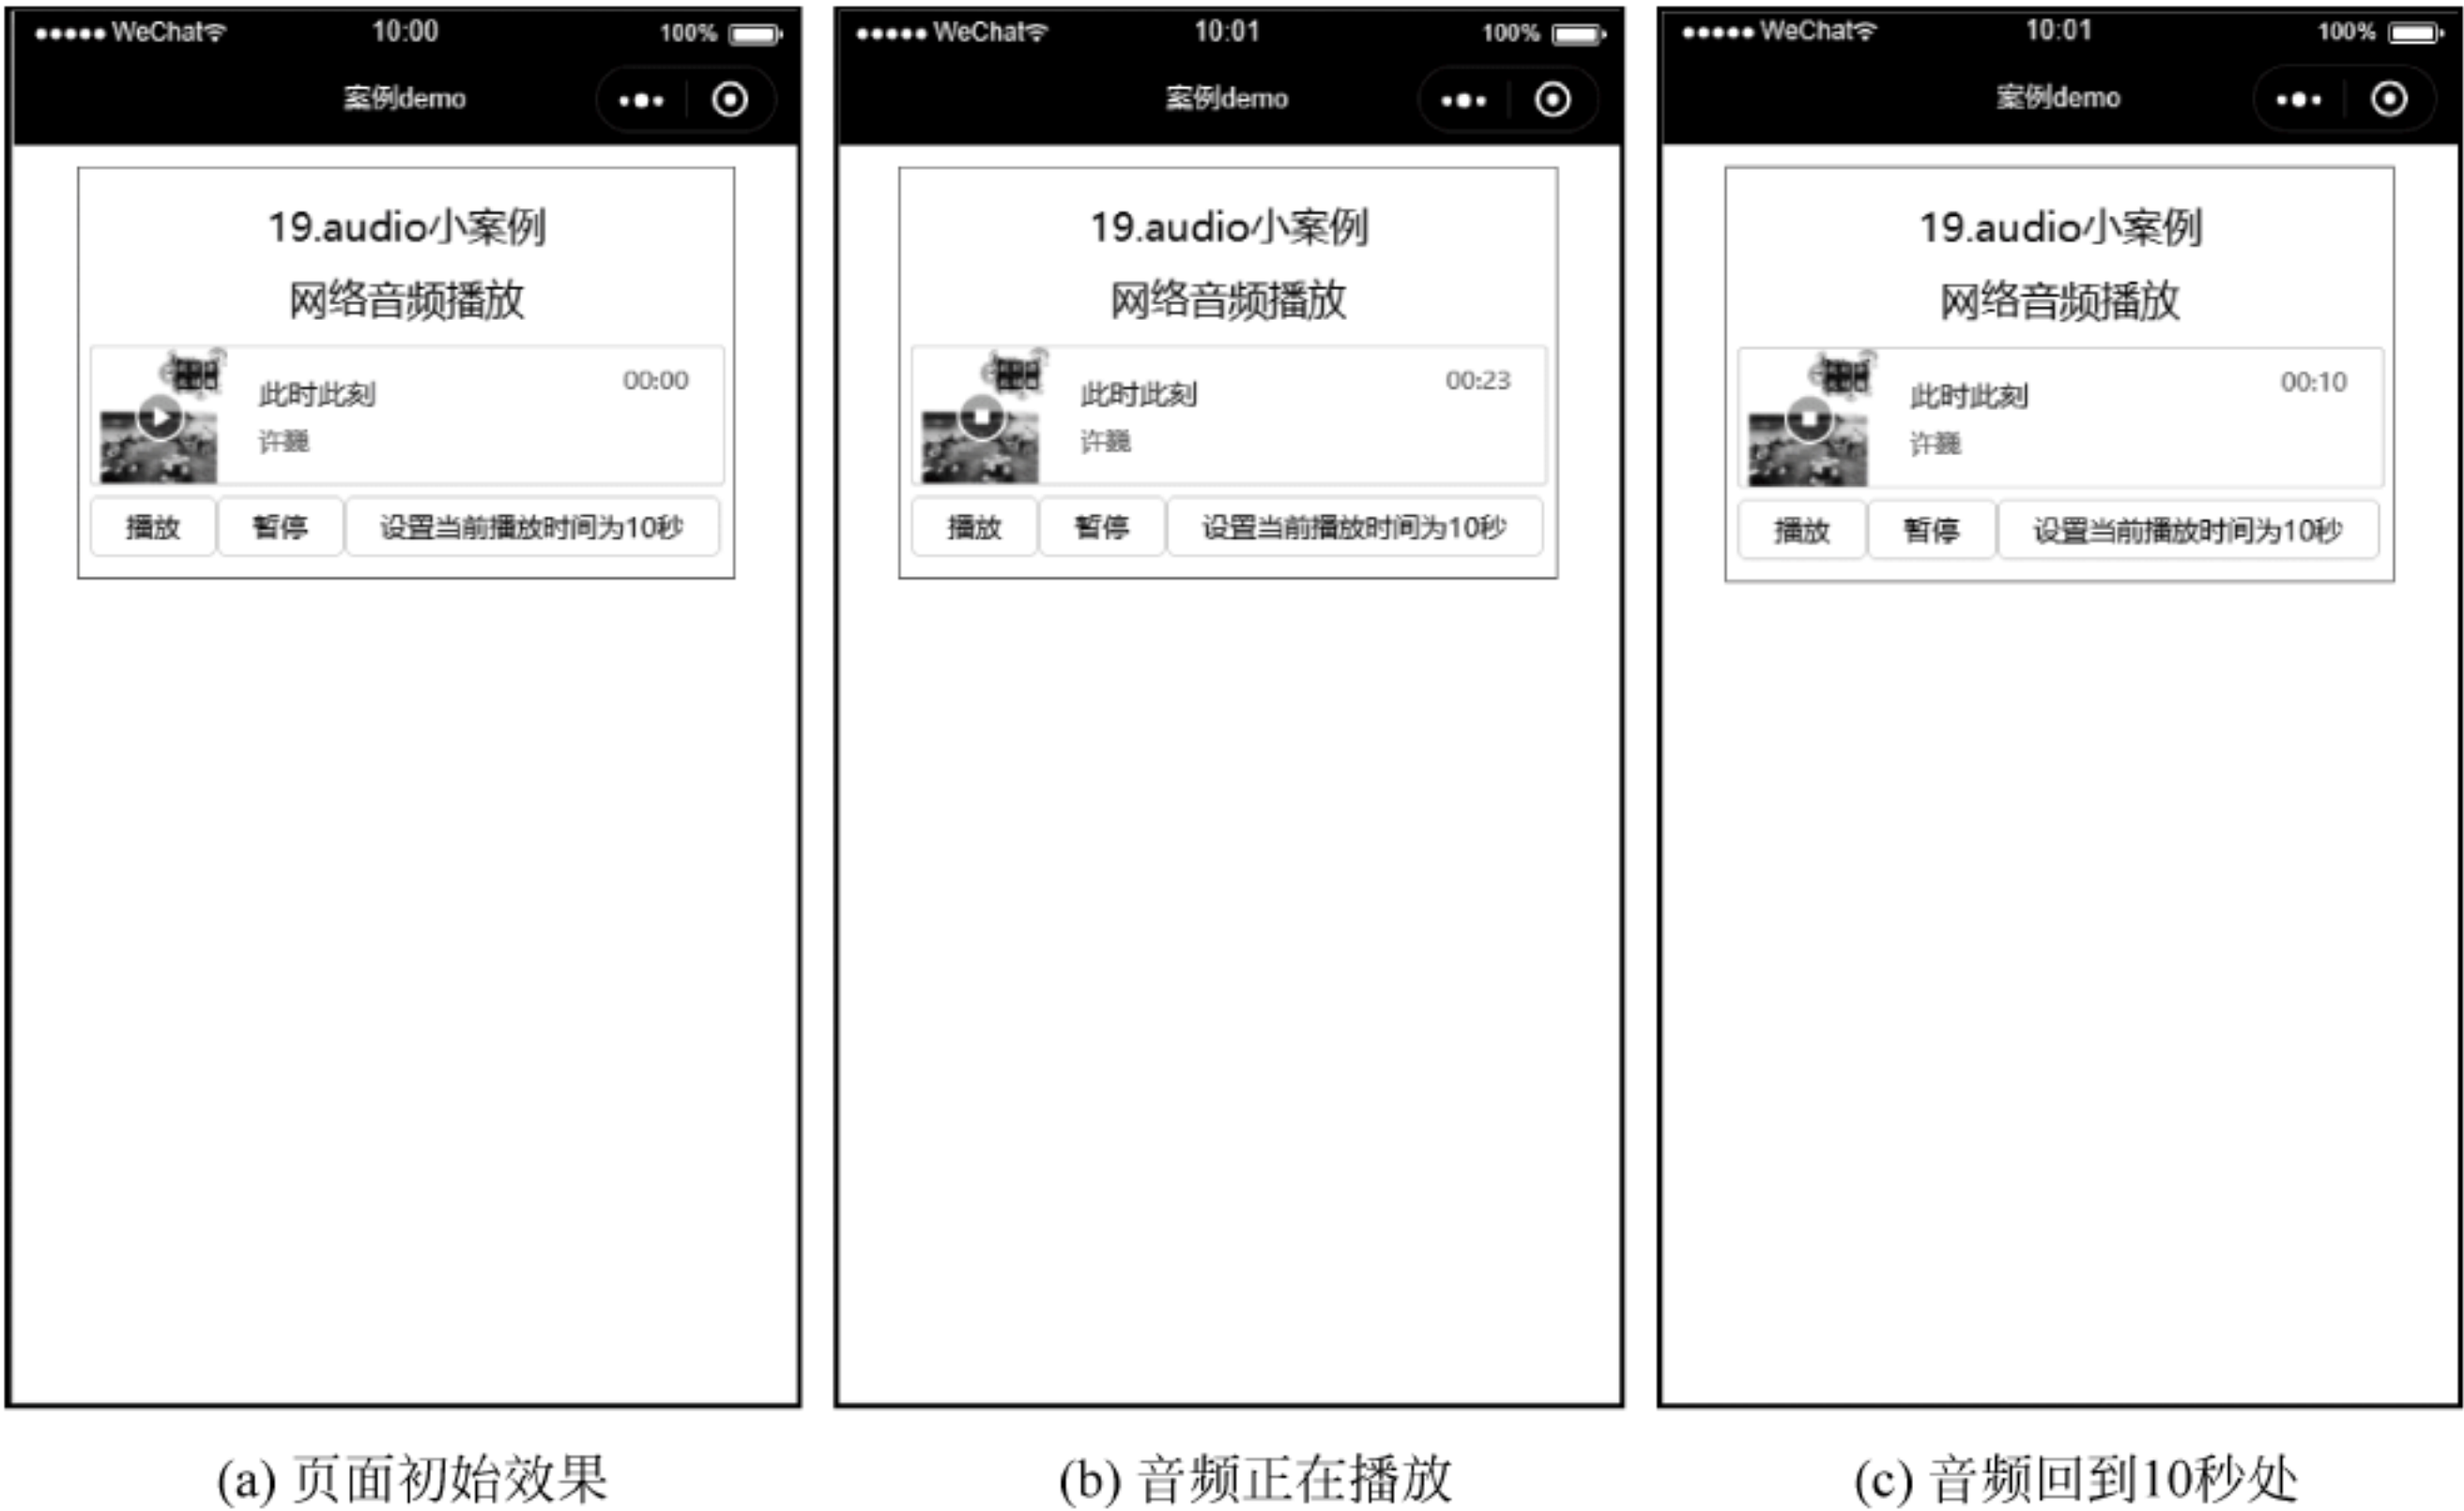 WeChat 10:00 100%
案例demo
19.audio小案例
网络音频播放
此时此刻 00:00
许巍
播放 暂停 设置当前播放时间为10秒
(a) 页面初始效果
WeChat 10:01 100%
案例demo
19.audio小案例
网络音频播放
此时此刻 00:23
许巍
播放 暂停 设置当前播放时间为10秒
(b) 音频正在播放
WeChat 10:01 100%
案例demo
19.audio小案例
网络音频播放
此时此刻 00:10
许巍
播放 暂停 设置当前播放时间为10秒
(c) 音频回到10秒处